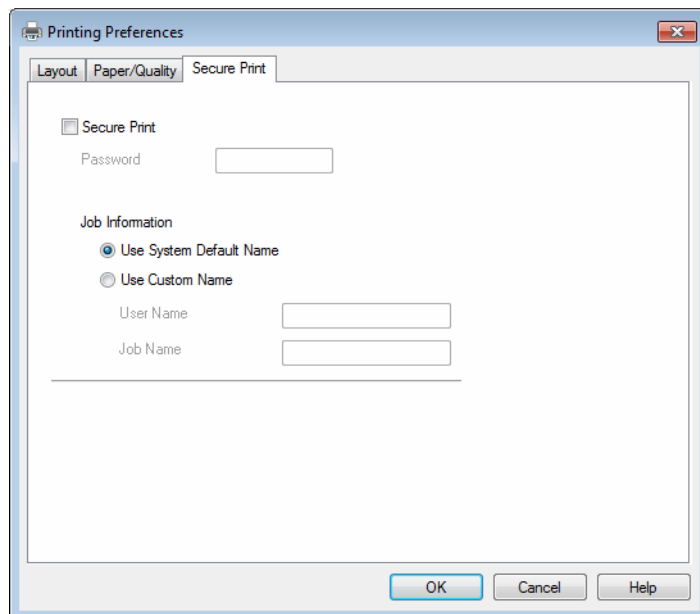 Printing Preferences
Layout Paper/Quality Secure Print
Secure Print
Password
Job Information
Use System Default Name
Use Custom Name
User Name
Job Name
OK Cancel Help